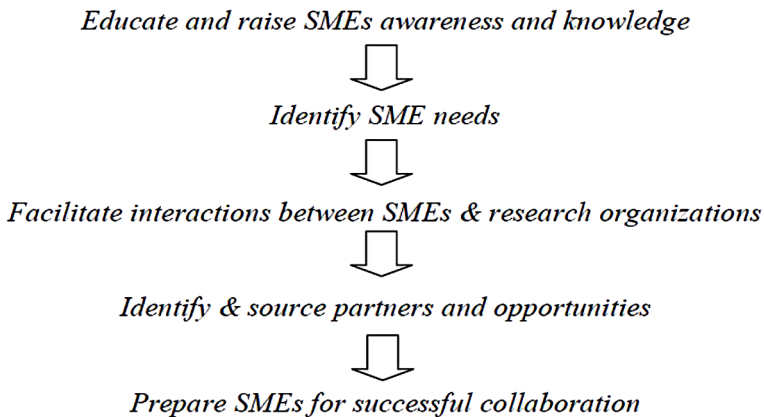 Educate and raise SMEs awareness and knowledge
Identify SME needs
Facilitate interactions between SMEs & research organizations
Identify & source partners and opportunities
Prepare SMEs for successful collaboration